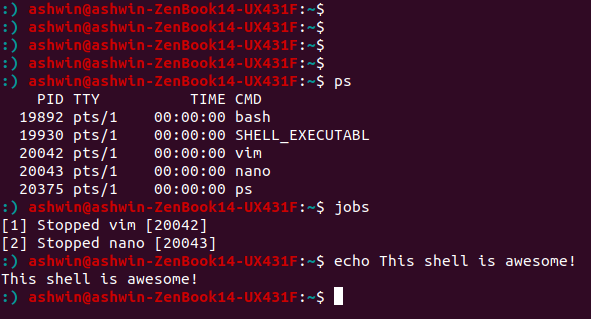 :) ashwin@ashwin-ZenBook14-UX431F:~$
:) ashwin@ashwin-ZenBook14-UX431F:~$
:) ashwin@ashwin-ZenBook14-UX431F:~$
:) ashwin@ashwin-ZenBook14-UX431F:~$
:) ashwin@ashwin-ZenBook14-UX431F:~$ ps
    PID TTY          TIME CMD
  19892 pts/1    00:00:00 bash
  19930 pts/1    00:00:00 SHELL_EXECUTABL
  20042 pts/1    00:00:00 vim
  20043 pts/1    00:00:00 nano
  20375 pts/1    00:00:00 ps
:) ashwin@ashwin-ZenBook14-UX431F:~$ jobs
[1] Stopped vim [20042]
[2] Stopped nano [20043]
:) ashwin@ashwin-ZenBook14-UX431F:~$ echo This shell is awesome!
This shell is awesome!
:) ashwin@ashwin-ZenBook14-UX431F:~$